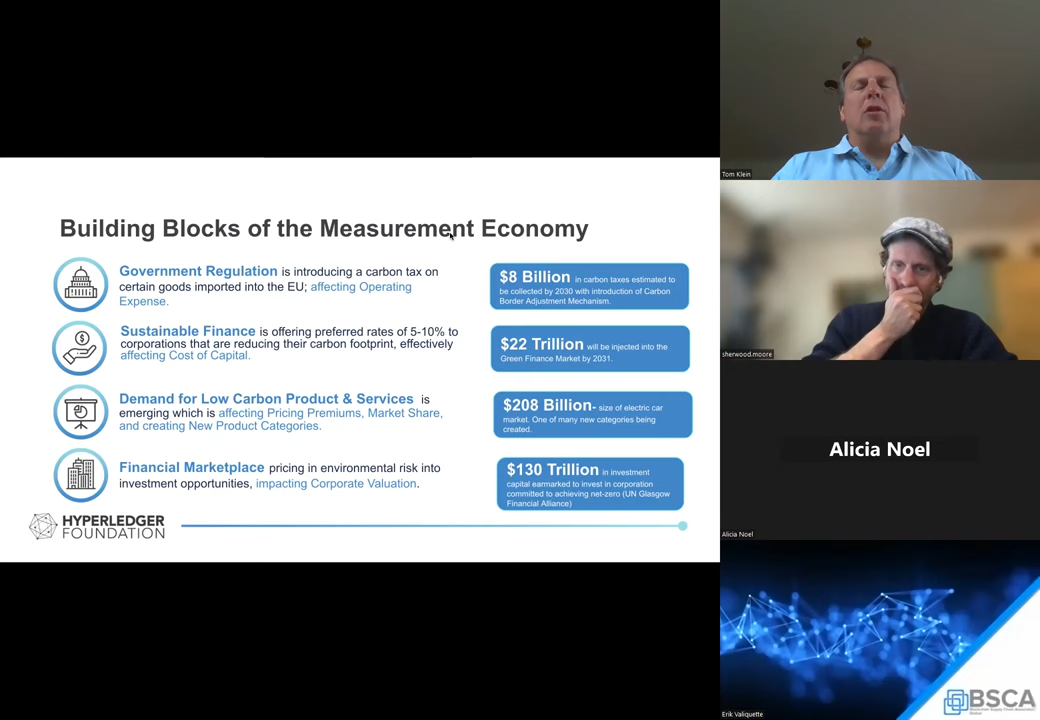 Building Blocks of the Measurement Economy
Government Regulation is introducing a carbon tax on
certain goods imported into the EU; affecting Operating
Expense.
$8 Billion in carbon taxes estimated to
be collected by 2030 with introduction of Carbon
Border Adjustment Mechanism.
Sustainable Finance is offering preferred rates of 5-10% to
corporations that are reducing their carbon footprint, effectively
affecting Cost of Capital.
$22 Trillion will be injected into the
Green Finance Market by 2031.
Demand for Low Carbon Product & Services is
emerging which is affecting Pricing Premiums, Market Share,
and creating New Product Categories.
$208 Billion- size of electric car
market. One of many new categories being
created.
Financial Marketplace pricing in environmental risk into
investment opportunities, impacting Corporate Valuation.
$130 Trillion in investment
capital earmarked to invest in corporation
committed to achieving net-zero (UN Glasgow
Financial Alliance)
HYPERLEDGER
FOUNDATION
Tom Klein
sherwood.moore
Alicia Noel
Alicia Noel
BSCA
Erik Valiquette